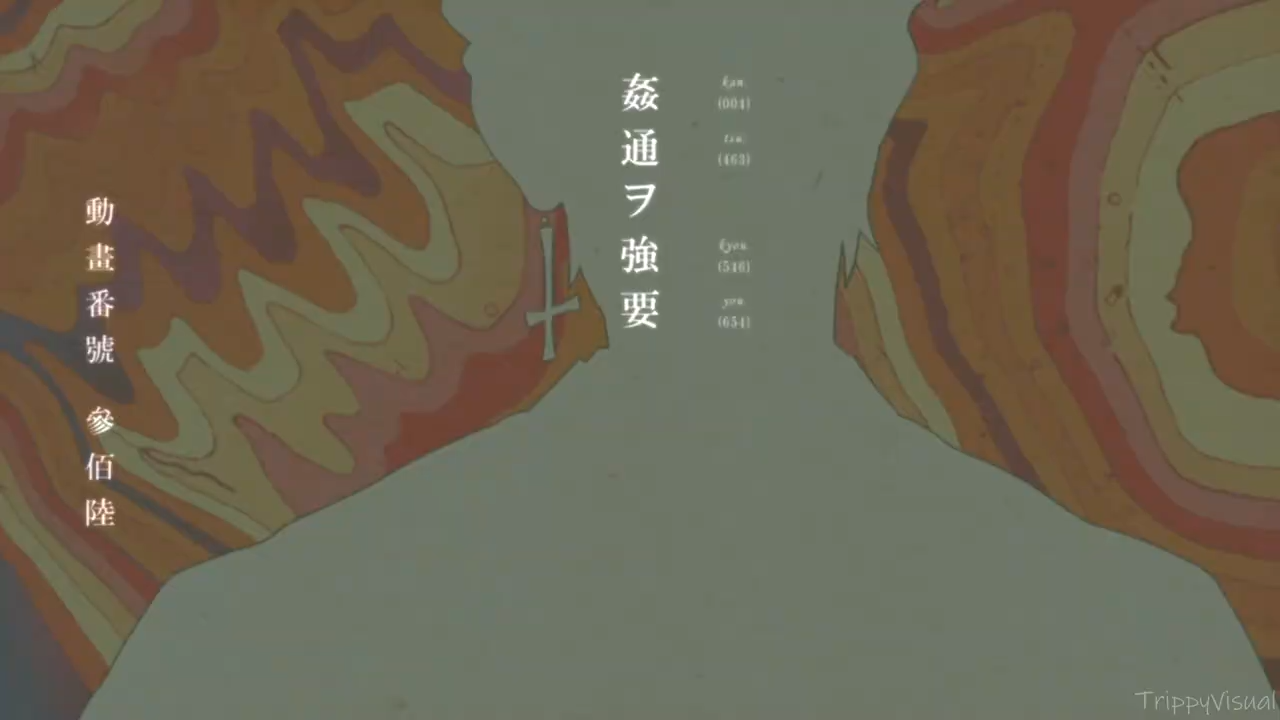 姦通ヲ強要
kan
(004)
tsu
(463)
kyou
(546)
you
(654)
動畫番號 參佰陸
TrippyVisual